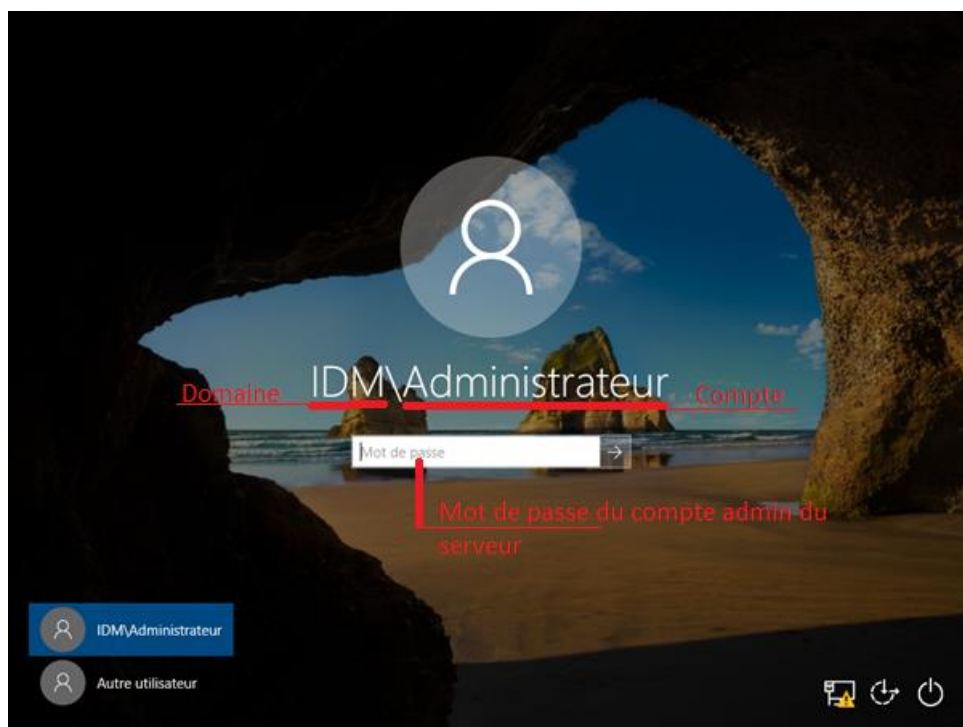 Domaine IDM\Administrateur Compte
Mot de passe
Mot de passe du compte admin du
serveur
IDM\Administrateur
Autre utilisateur